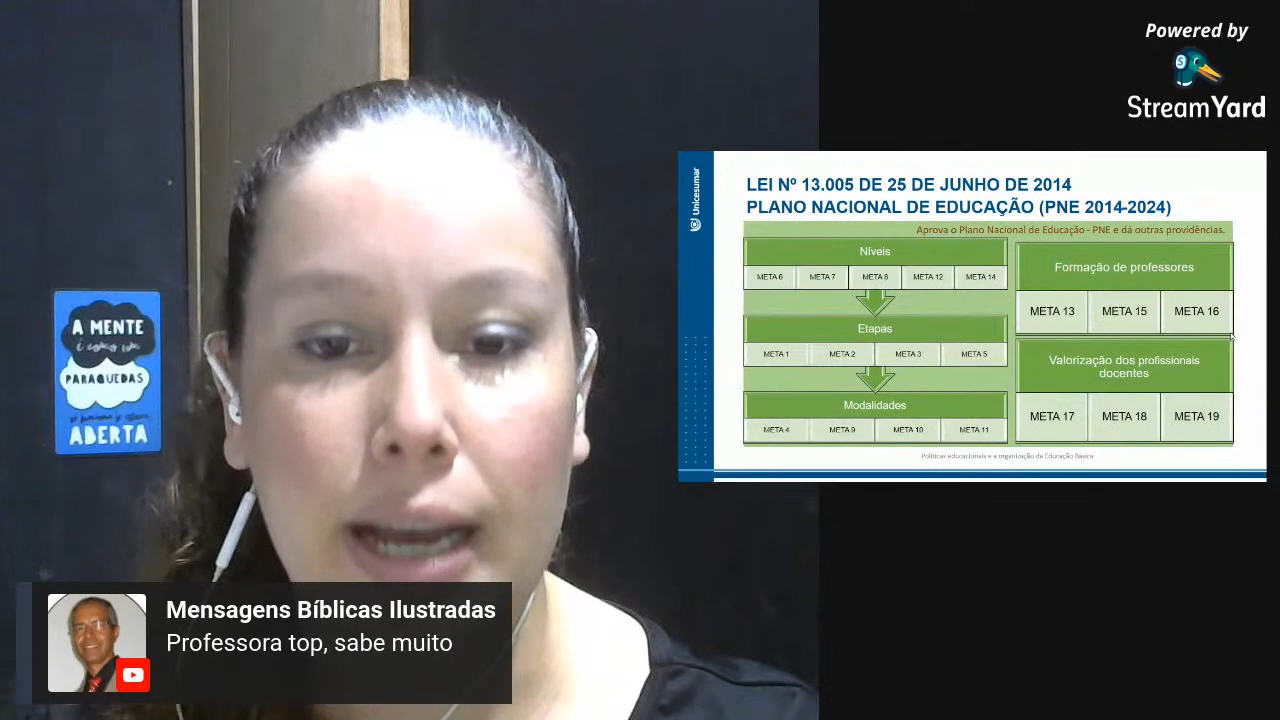 Powered by
StreamYard
Unicesumar
LEI Nº 13.005 DE 25 DE JUNHO DE 2014
PLANO NACIONAL DE EDUCAÇÃO (PNE 2014-2024)
Aprova o Plano Nacional de Educação - PNE e dá outras providências.
Níveis
META 6 META 7 META 8 META 12 META 14
Etapas
META 1 META 2 META 3 META 5
Modalidades
META 4 META 9 META 10 META 11
Formação de professores
META 13 META 15 META 16
Valorização dos profissionais
docentes
META 17 META 18 META 19
Políticas educacionais e a organização da Educação Básica
A MENTE
PARAQUEDAS
ABERTA
Mensagens Bíblicas Ilustradas
Professora top, sabe muito